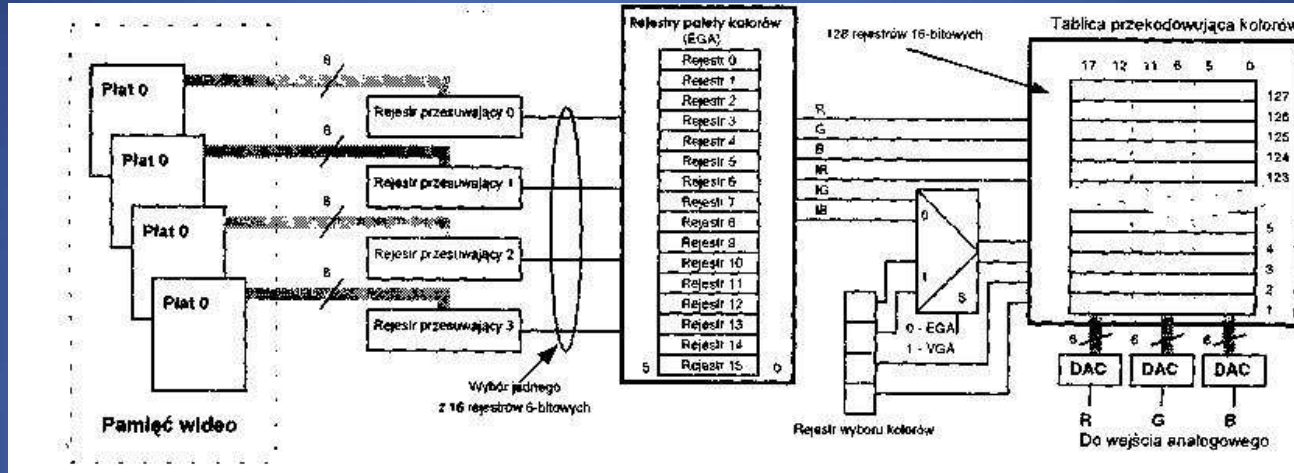 Płat 0
Płat 0
Płat 0
Płat 0
Pamięć wideo
8
8
8
8
Rejestr przesuwający 0
Rejestr przesuwający 1
Rejestr przesuwający 2
Rejestr przesuwający 3
Wybór jednego
z 16 rejestrów 6-bitowych
Rejestry palety kolorów
(EGA)
Rejestr 0
Rejestr 1
Rejestr 2
Rejestr 3
Rejestr 4
Rejestr 5
Rejestr 6
Rejestr 7
Rejestr 8
Rejestr 9
Rejestr 10
Rejestr 11
Rejestr 12
Rejestr 13
Rejestr 14
Rejestr 15
5 0
R
G
B
IR
IG
IB
0
1
S
0 - EGA
1 - VGA
Rejestr wyboru kolorów
128 rejestrów 16-bitowych
Tablica przekodowująca kolorów
17 12 11 6 5 0
127
126
125
124
123
5
4
3
2
1
6 6 6
DAC DAC DAC
R G B
Do wejścia analogowego